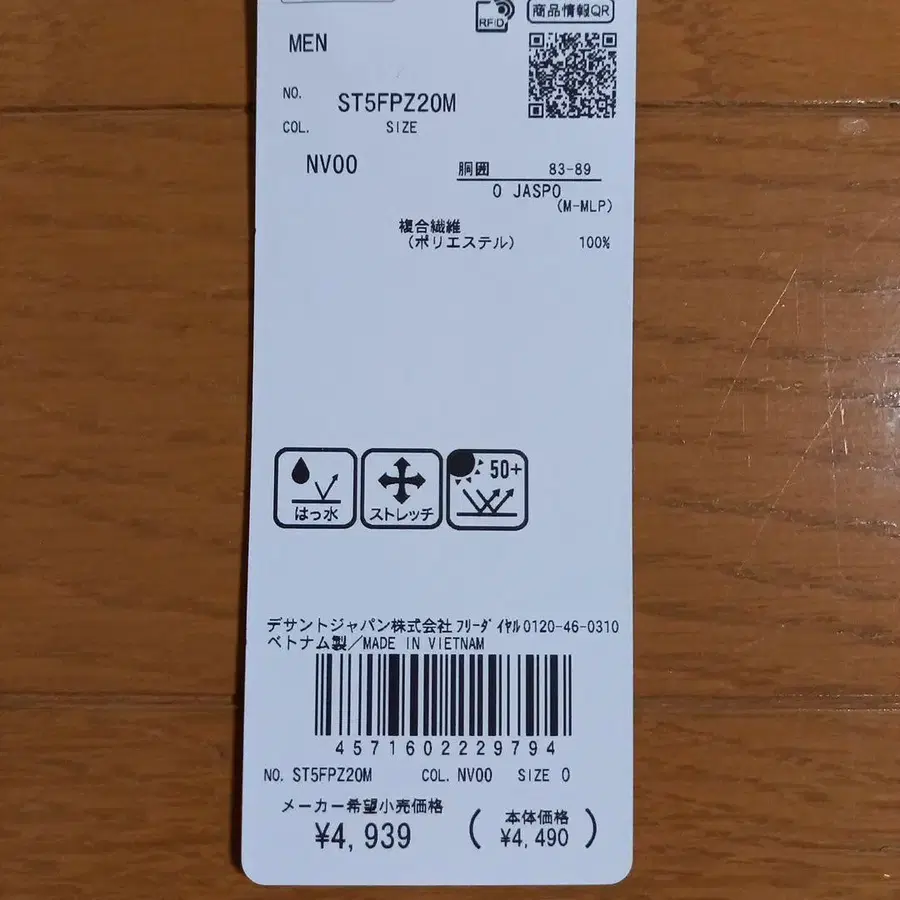 RFID 商品情報QR
MEN
NO. ST5FPZ20M
COL. SIZE
NV00 胴囲 83-89
O JASPO
(M-MLP)
複合繊維
(ポリエステル) 100%
50+
はっ水 ストレッチ
デサントジャパン株式会社 フリーダイヤル 0120-46-0310
ベトナム製/MADE IN VIETNAM
4571602229794
NO. ST5FPZ20M COL. NV00 SIZE O
メーカー希望小売価格
¥4,939
(本体価格
¥4,490)